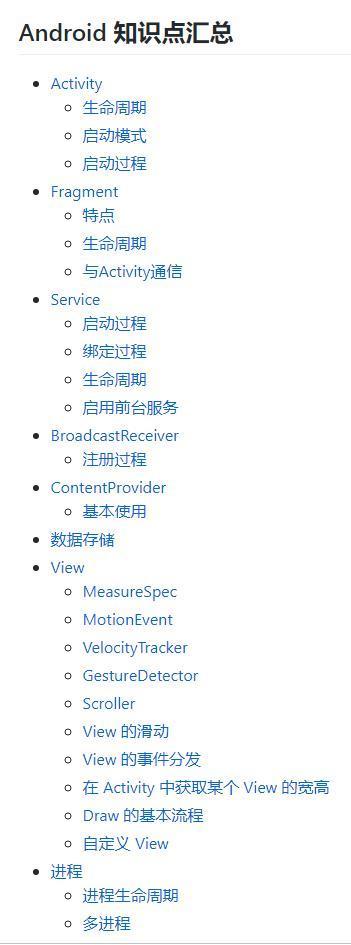 Android 知识点汇总
Activity
生命周期
启动模式
启动过程
Fragment
特点
生命周期
与Activity通信
Service
启动过程
绑定过程
生命周期
启用前台服务
BroadcastReceiver
注册过程
ContentProvider
基本使用
数据存储
View
MeasureSpec
MotionEvent
VelocityTracker
GestureDetector
Scroller
View 的滑动
View 的事件分发
在 Activity 中获取某个 View 的宽高
Draw 的基本流程
自定义 View
进程
进程生命周期
多进程